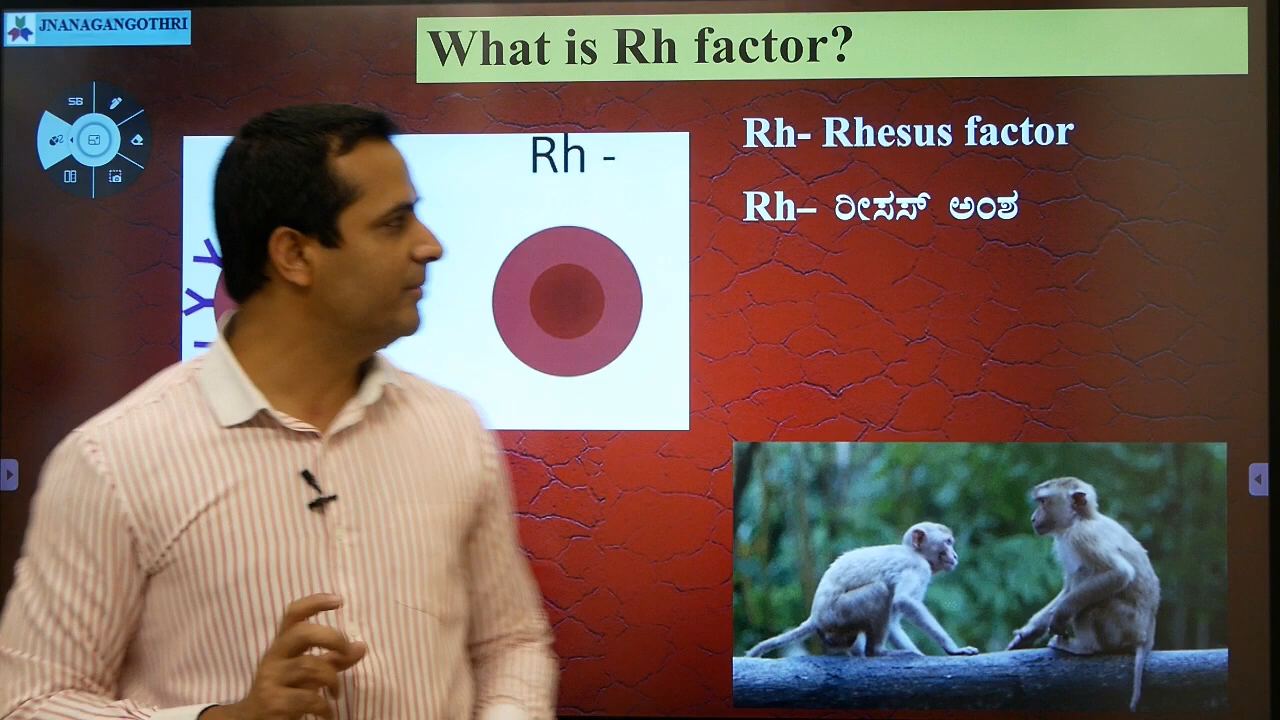 JNANAGANGOTHRI
What is Rh factor?
SB
Rh -
Rh- Rhesus factor
Rh– ರೀಸಸ್ ಅಂಶ